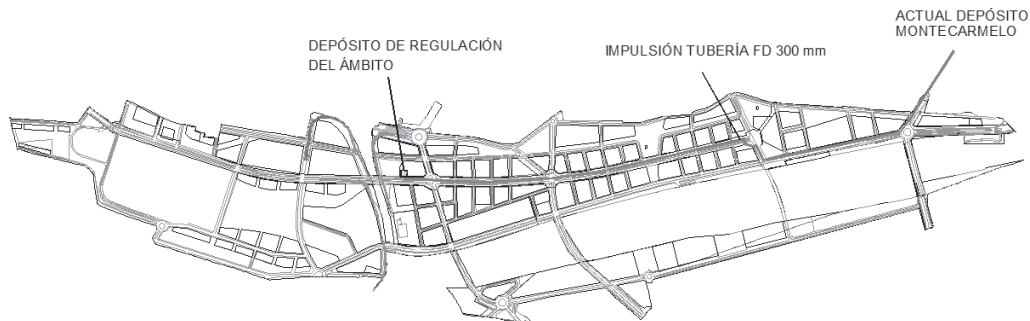 ACTUAL DEPÓSITO
MONTECARMELO
DEPÓSITO DE REGULACIÓN
DEL ÁMBITO
IMPULSIÓN TUBERÍA FD 300 mm